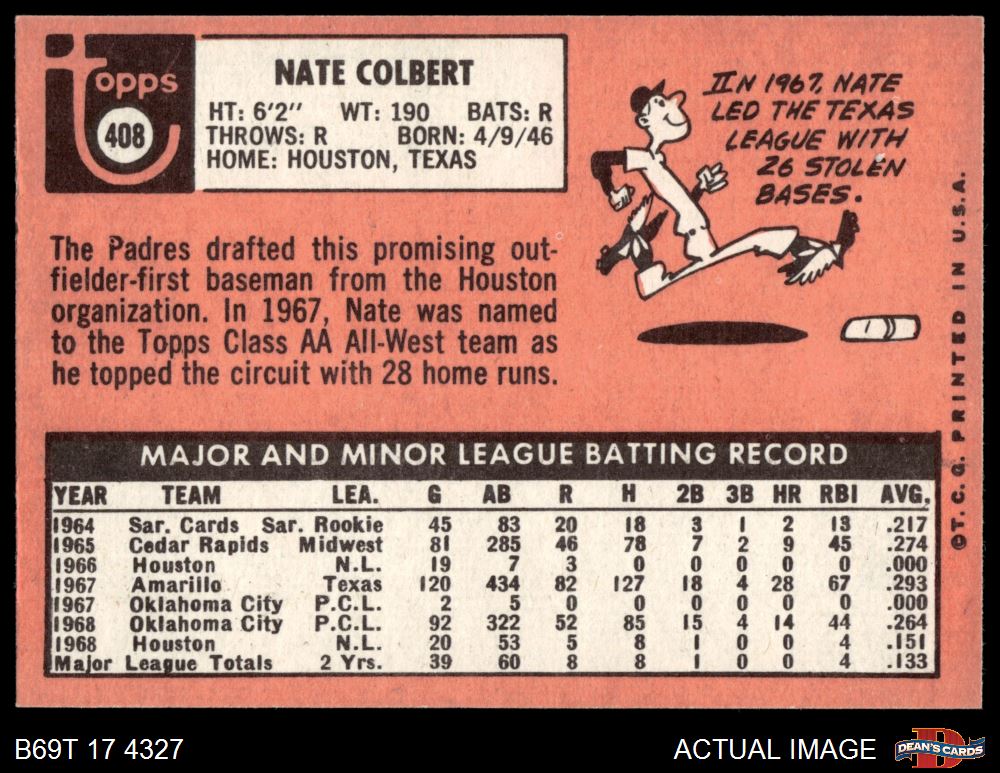 topps
408
NATE COLBERT
HT: 6'2" WT: 190 BATS: R
THROWS: R BORN: 4/9/46
HOME: HOUSTON, TEXAS
IN 1967, NATE
LED THE TEXAS
LEAGUE WITH
26 STOLEN
BASES.
The Padres drafted this promising out-
fielder-first baseman from the Houston
organization. In 1967, Nate was named
to the Topps Class AA All-West team as
he topped the circuit with 28 home runs.
MAJOR AND MINOR LEAGUE BATTING RECORD
YEAR TEAM LEA. G AB R H 2B 3B HR RBI AVG.
1964 Sar. Cards Sar. Rookie 45 83 20 18 3 1 2 13 .217
1965 Cedar Rapids Midwest 81 285 46 78 7 2 9 45 .274
1966 Houston N.L. 19 7 3 0 0 0 0 0 .000
1967 Amarillo Texas 120 434 82 127 18 4 28 67 .293
1967 Oklahoma City P.C.L. 2 5 0 0 0 0 0 0 .000
1968 Oklahoma City P.C.L. 92 322 52 85 15 4 14 44 .264
1968 Houston N.L. 20 53 5 8 1 0 0 4 .151
Major League Totals 2 Yrs. 39 60 8 8 1 0 0 4 .133
©T. C. G. PRINTED IN U.S.A.
B69T 17 4327
ACTUAL IMAGE
D
DEAN'S CARDS